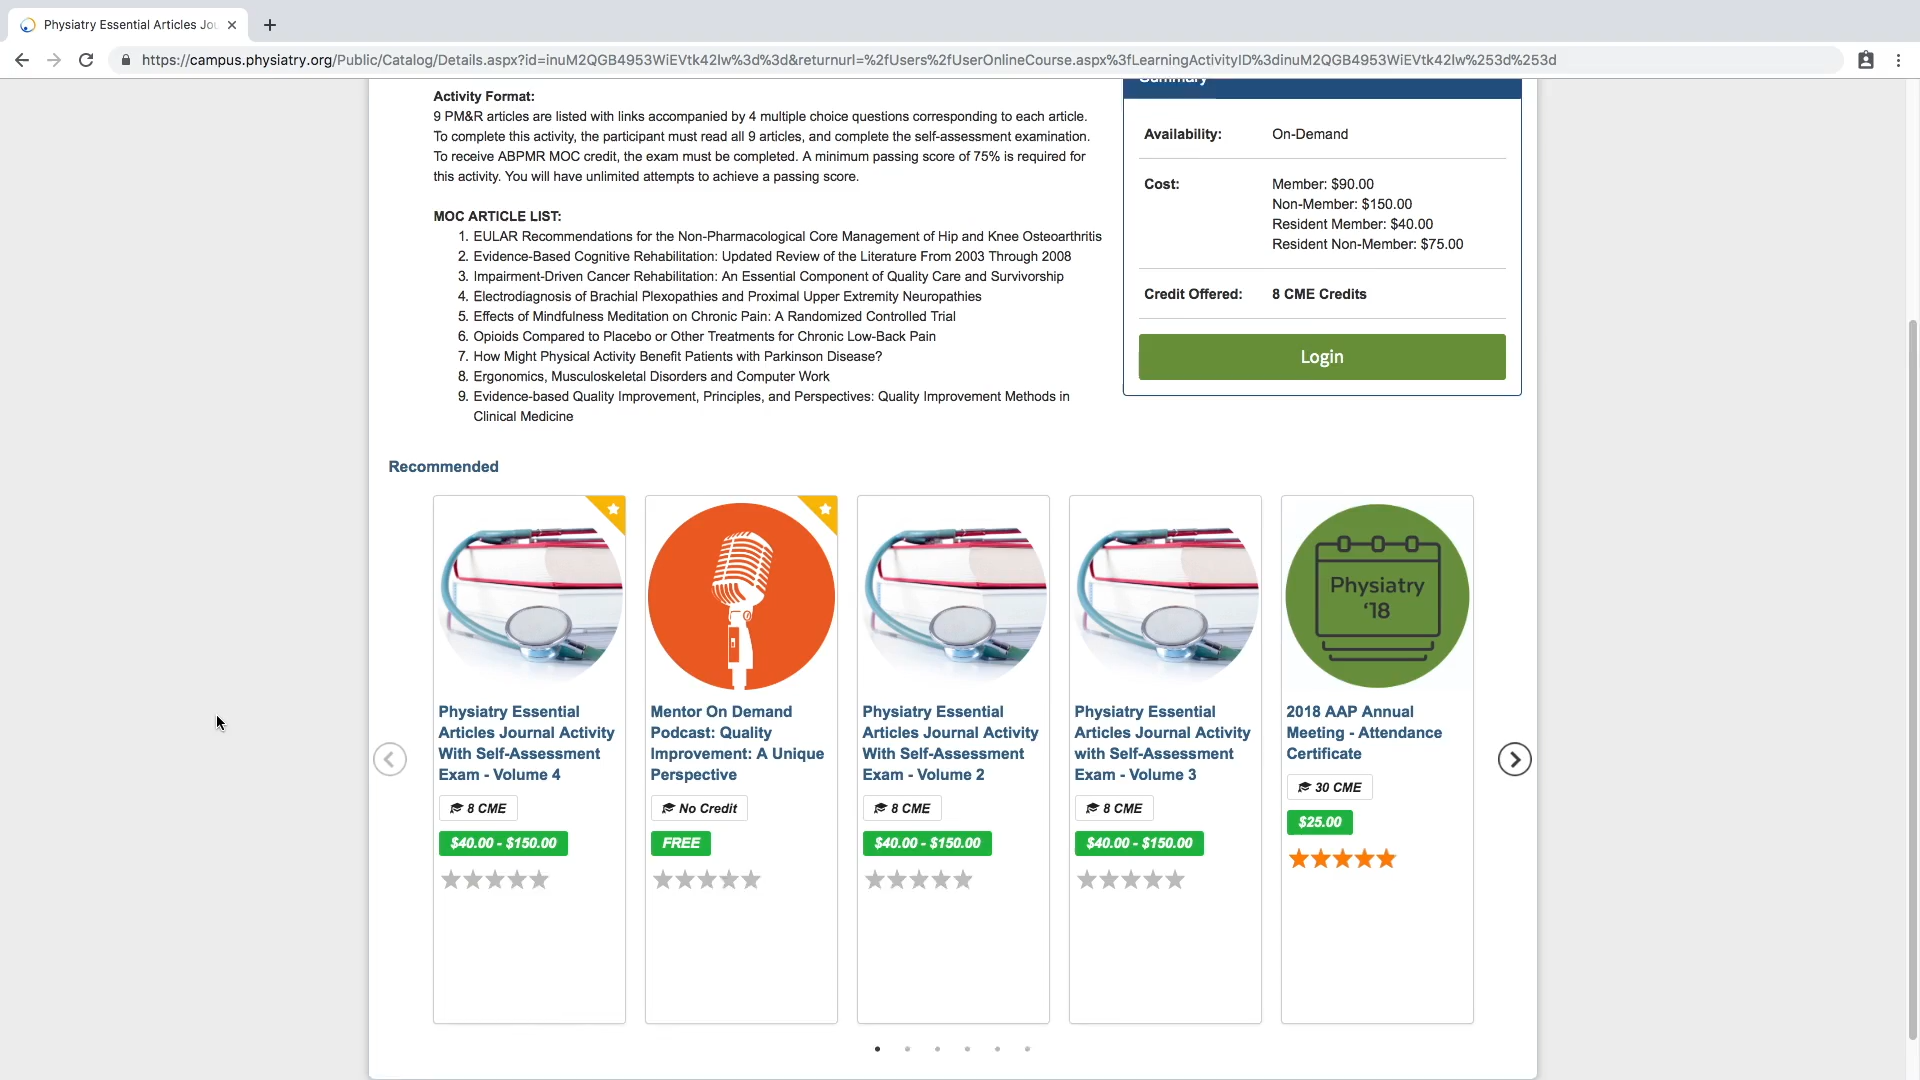 Physiatry Essential Articles Jou
https://campus.physiatry.org/Public/Catalog/Details.aspx?id=inuM2QGB4953WiEVtk42Iw%3d%3d&returnurl=%2fUsers%2fUserOnlineCourse.aspx%3fLearningActivityID%3dinuM2QGB4953WiEVtk42Iw%253d%253d
Summary
Activity Format:
9 PM&R articles are listed with links accompanied by 4 multiple choice questions corresponding to each article.
To complete this activity, the participant must read all 9 articles, and complete the self-assessment examination.
To receive ABPMR MOC credit, the exam must be completed. A minimum passing score of 75% is required for
this activity. You will have unlimited attempts to achieve a passing score.
MOC ARTICLE LIST:
1. EULAR Recommendations for the Non-Pharmacological Core Management of Hip and Knee Osteoarthritis
2. Evidence-Based Cognitive Rehabilitation: Updated Review of the Literature From 2003 Through 2008
3. Impairment-Driven Cancer Rehabilitation: An Essential Component of Quality Care and Survivorship
4. Electrodiagnosis of Brachial Plexopathies and Proximal Upper Extremity Neuropathies
5. Effects of Mindfulness Meditation on Chronic Pain: A Randomized Controlled Trial
6. Opioids Compared to Placebo or Other Treatments for Chronic Low-Back Pain
7. How Might Physical Activity Benefit Patients with Parkinson Disease?
8. Ergonomics, Musculoskeletal Disorders and Computer Work
9. Evidence-based Quality Improvement, Principles, and Perspectives: Quality Improvement Methods in
Clinical Medicine
Availability: On-Demand
Cost: Member: $90.00
Non-Member: $150.00
Resident Member: $40.00
Resident Non-Member: $75.00
Credit Offered: 8 CME Credits
Login
Recommended
Physiatry Essential
Articles Journal Activity
With Self-Assessment
Exam - Volume 4
8 CME
$40.00 - $150.00
Mentor On Demand
Podcast: Quality
Improvement: A Unique
Perspective
No Credit
FREE
Physiatry Essential
Articles Journal Activity
With Self-Assessment
Exam - Volume 2
8 CME
$40.00 - $150.00
Physiatry Essential
Articles Journal Activity
with Self-Assessment
Exam - Volume 3
8 CME
$40.00 - $150.00
Physiatry
'18
2018 AAP Annual
Meeting - Attendance
Certificate
30 CME
$25.00